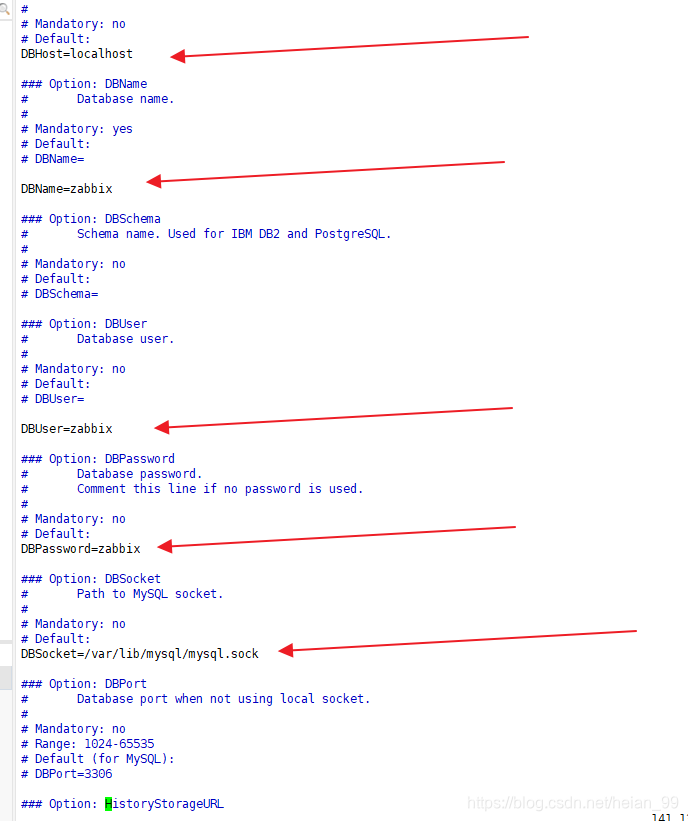 #
# Mandatory: no
# Default:
DBHost=localhost
### Option: DBName
#       Database name.
#
# Mandatory: yes
# Default:
# DBName=
DBName=zabbix
### Option: DBSchema
#       Schema name. Used for IBM DB2 and PostgreSQL.
#
# Mandatory: no
# Default:
# DBSchema=
### Option: DBUser
#       Database user.
#
# Mandatory: no
# Default:
# DBUser=
DBUser=zabbix
### Option: DBPassword
#       Database password.
#       Comment this line if no password is used.
#
# Mandatory: no
# Default:
DBPassword=zabbix
### Option: DBSocket
#       Path to MySQL socket.
#
# Mandatory: no
# Default:
DBSocket=/var/lib/mysql/mysql.sock
### Option: DBPort
#       Database port when not using local socket.
#
# Mandatory: no
# Range: 1024-65535
# Default (for MySQL):
# DBPort=3306
### Option: HistoryStorageURL
https://blog.csdn.net/heian_99